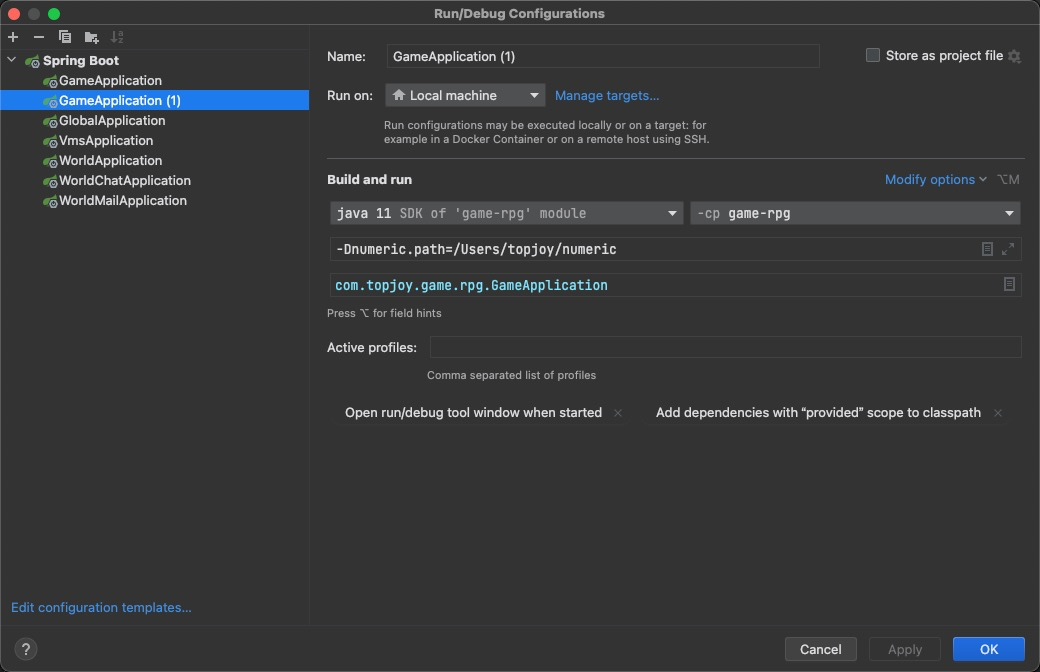 Run/Debug Configurations
Spring Boot
GameApplication
GameApplication (1)
GlobalApplication
VmsApplication
WorldApplication
WorldChatApplication
WorldMailApplication
Edit configuration templates...
Name: GameApplication (1) Store as project file
Run on: Local machine Manage targets...
Run configurations may be executed locally or on a target: for
example in a Docker Container or on a remote host using SSH.
Build and run Modify options ⌥M
java 11 SDK of 'game-rpg' module -cp game-rpg
-Dnumeric.path=/Users/topjoy/numeric
com.topjoy.game.rpg.GameApplication
Press ⌥ for field hints
Active profiles:
Comma separated list of profiles
Open run/debug tool window when started × Add dependencies with “provided” scope to classpath ×
? Cancel Apply OK